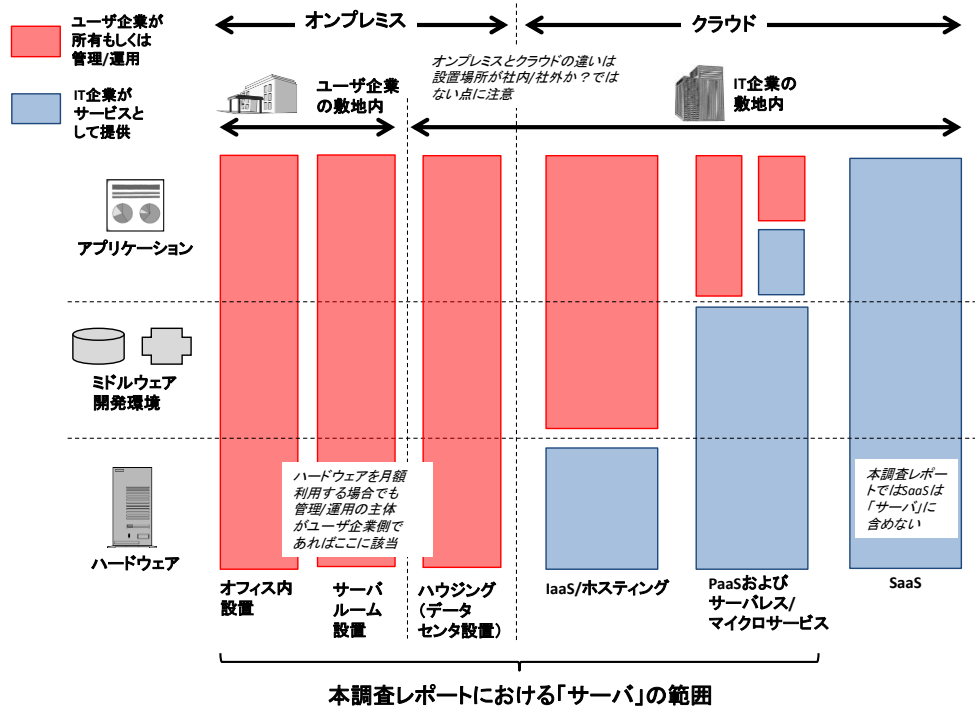 ユーザ企業が
所有もしくは
管理/運用
IT企業が
サービスと
して提供
オンプレミス
クラウド
オンプレミスとクラウドの違いは
設置場所が社内/社外か?では
ない点に注意
ユーザ企業
の敷地内
IT企業の
敷地内
アプリケーション
ミドルウェア
開発環境
ハードウェア
ハードウェアを月額
利用する場合でも
管理/運用の主体
がユーザ企業側で
あればここに該当
本調査レポー
トではSaaSは
「サーバ」に
含めない
オフィス内
設置
サーバ
ルーム
設置
ハウジング
(データ
センタ設置)
IaaS/ホスティング
PaaSおよび
サーバレス/
マイクロサービス
SaaS
本調査レポートにおける「サーバ」の範囲